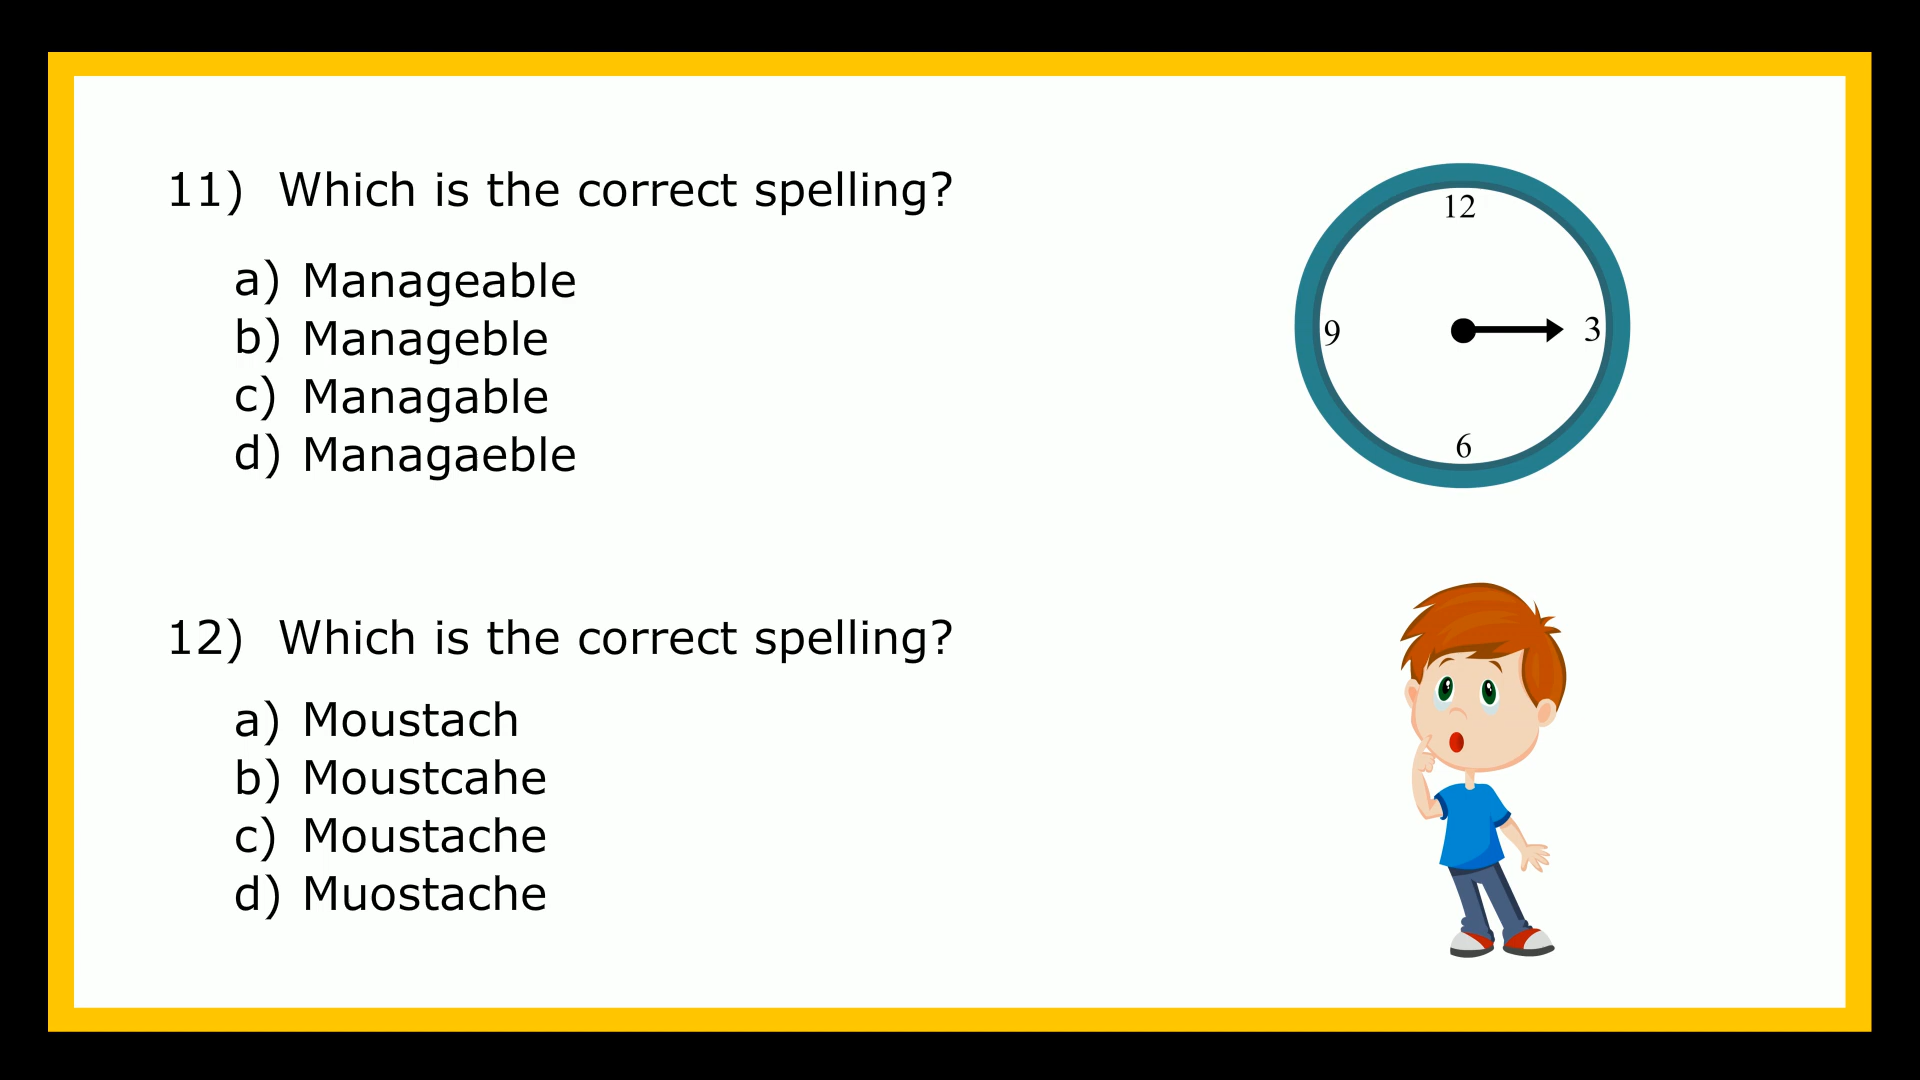 11) Which is the correct spelling?
a) Manageable
b) Manageble
c) Managable
d) Managaeble
12) Which is the correct spelling?
a) Moustach
b) Moustcahe
c) Moustache
d) Muostache
12
9
3
6